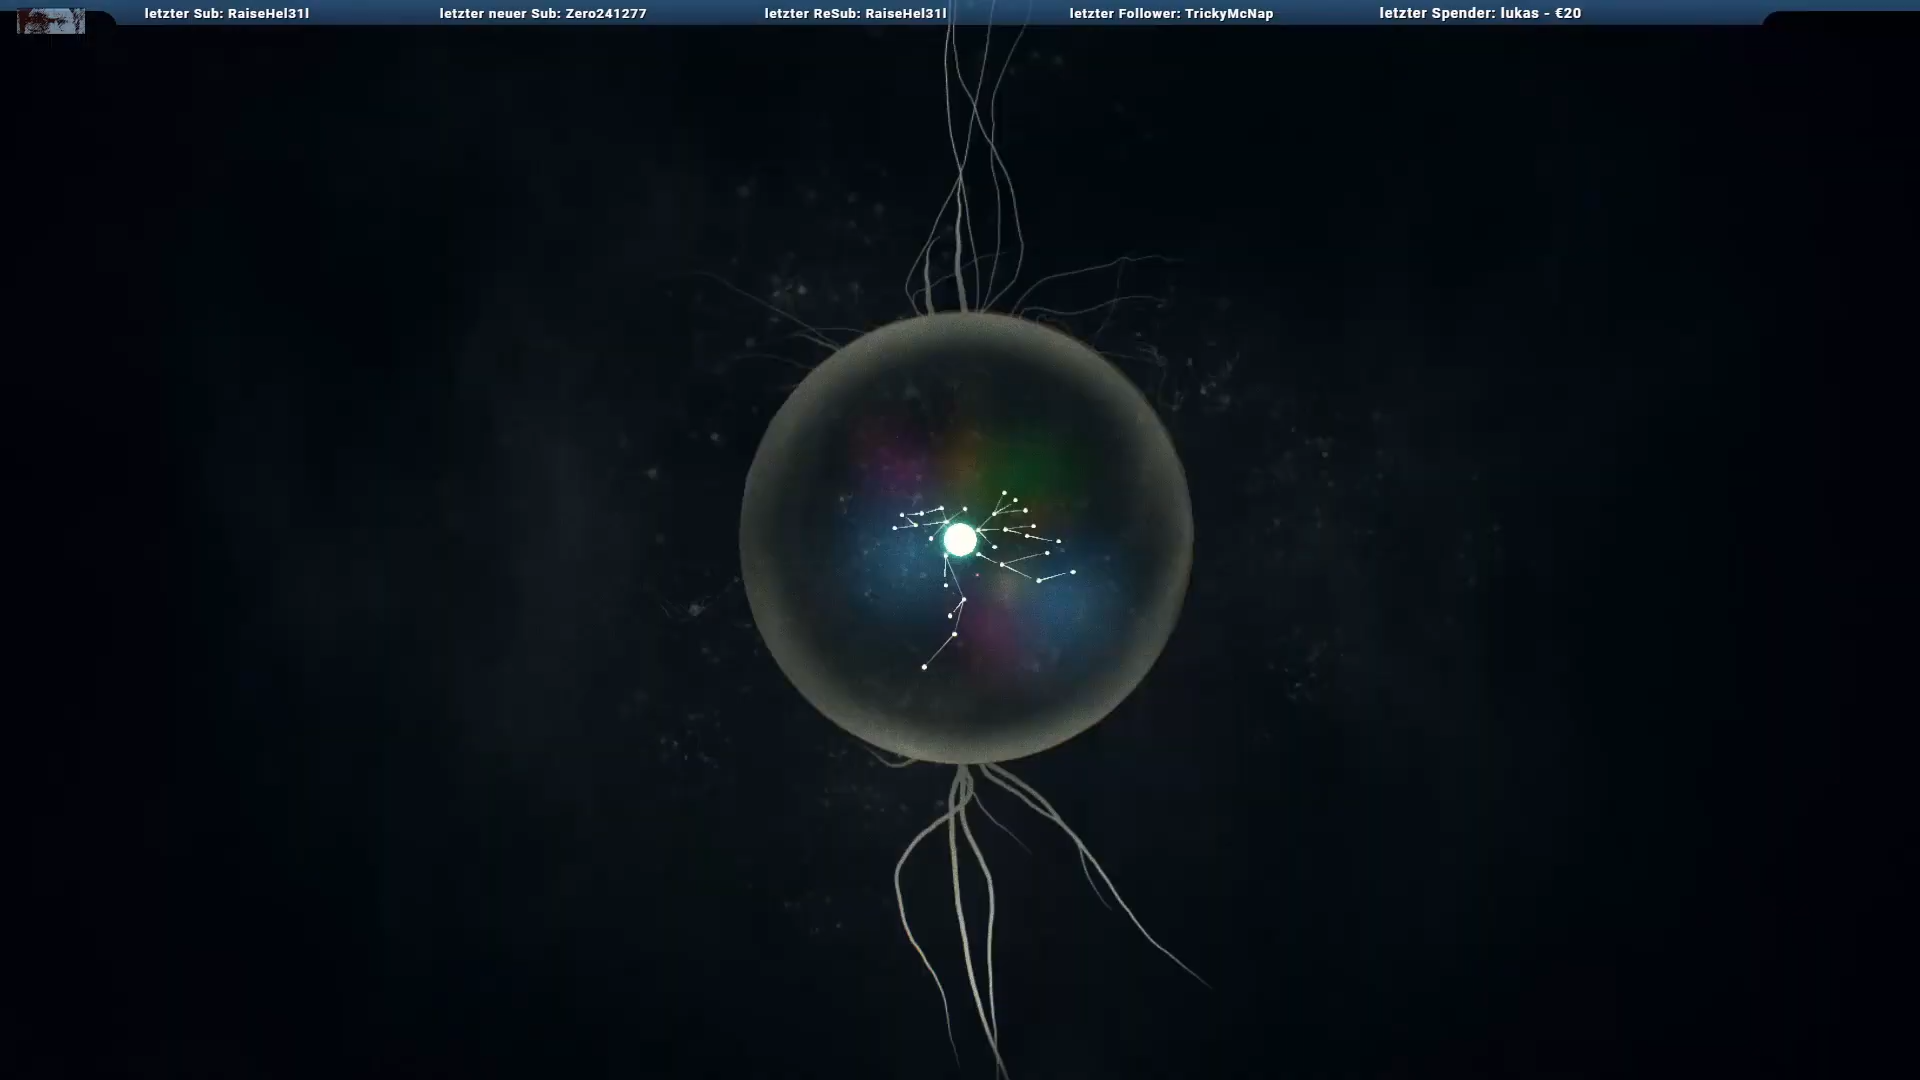 letzter Sub: RaiseHel31l
letzter neuer Sub: Zero241277
letzter ReSub: RaiseHel31l
letzter Follower: TrickyMcNap
letzter Spender: lukas - €20